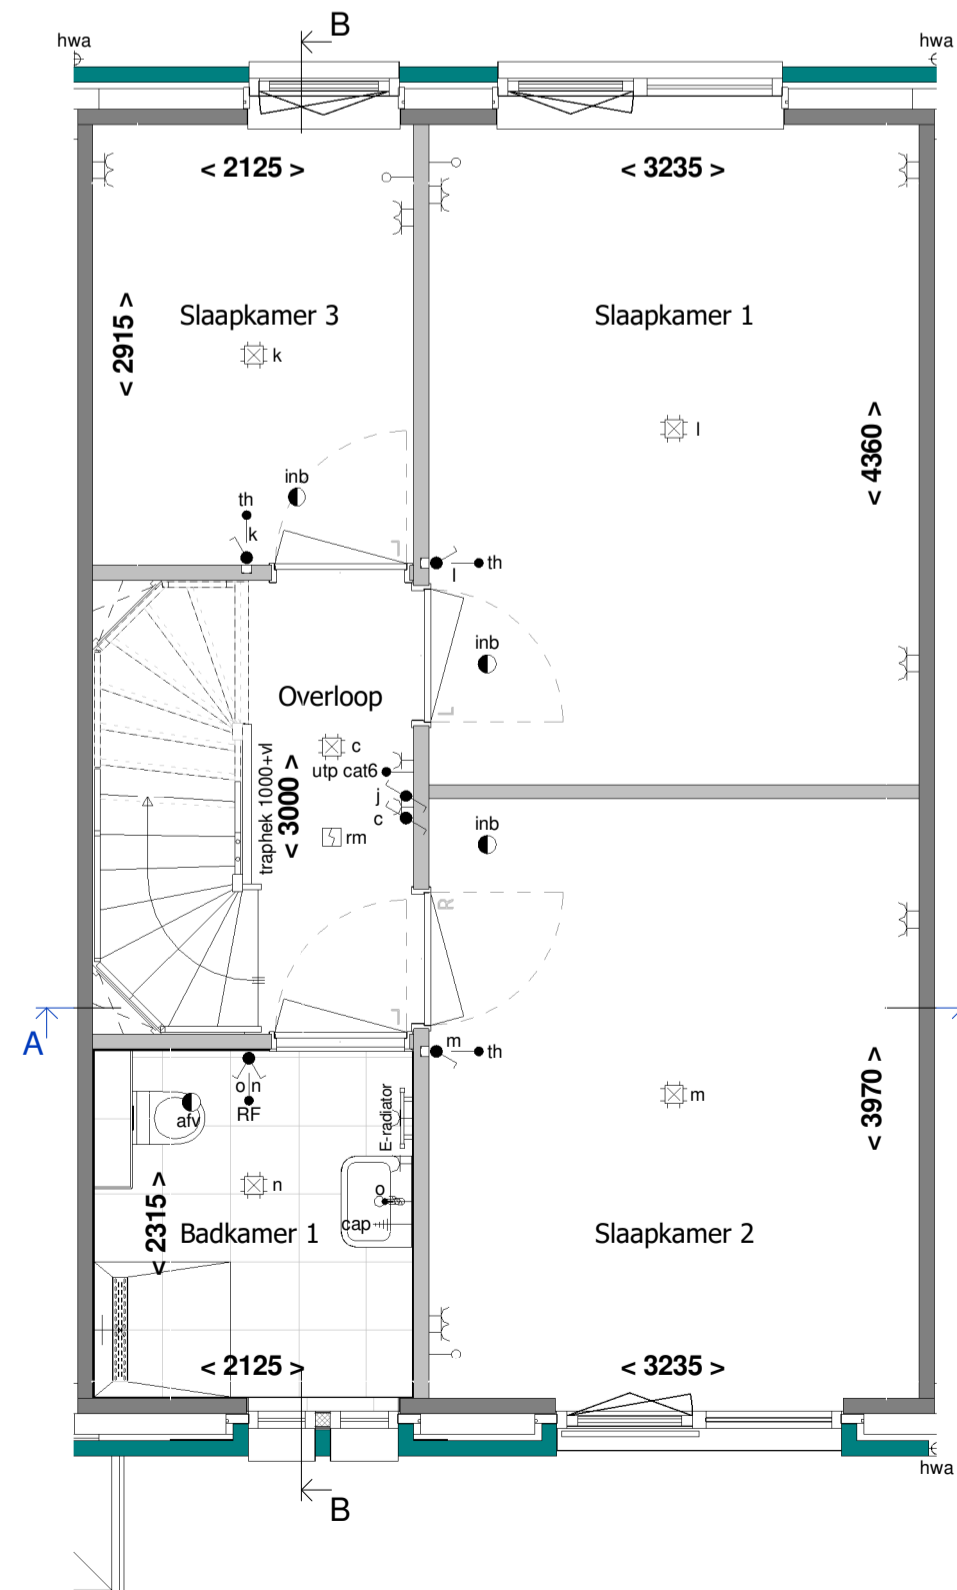 B
hwa
hwa
< 2125 >
< 3235 >
Slaapkamer 3
Slaapkamer 1
< 2915 >
k
l
< 4360 >
inb
th
k
th
l
inb
L
Overloop
c
utp cat6
traphek 1000+vl
< 3000 >
j
c
rm
inb
R
A
m
th
o n
RF
afv
E-radiator
m
< 3970 >
n
< 2315 >
o
cap
Badkamer 1
Slaapkamer 2
< 2125 >
< 3235 >
hwa
B